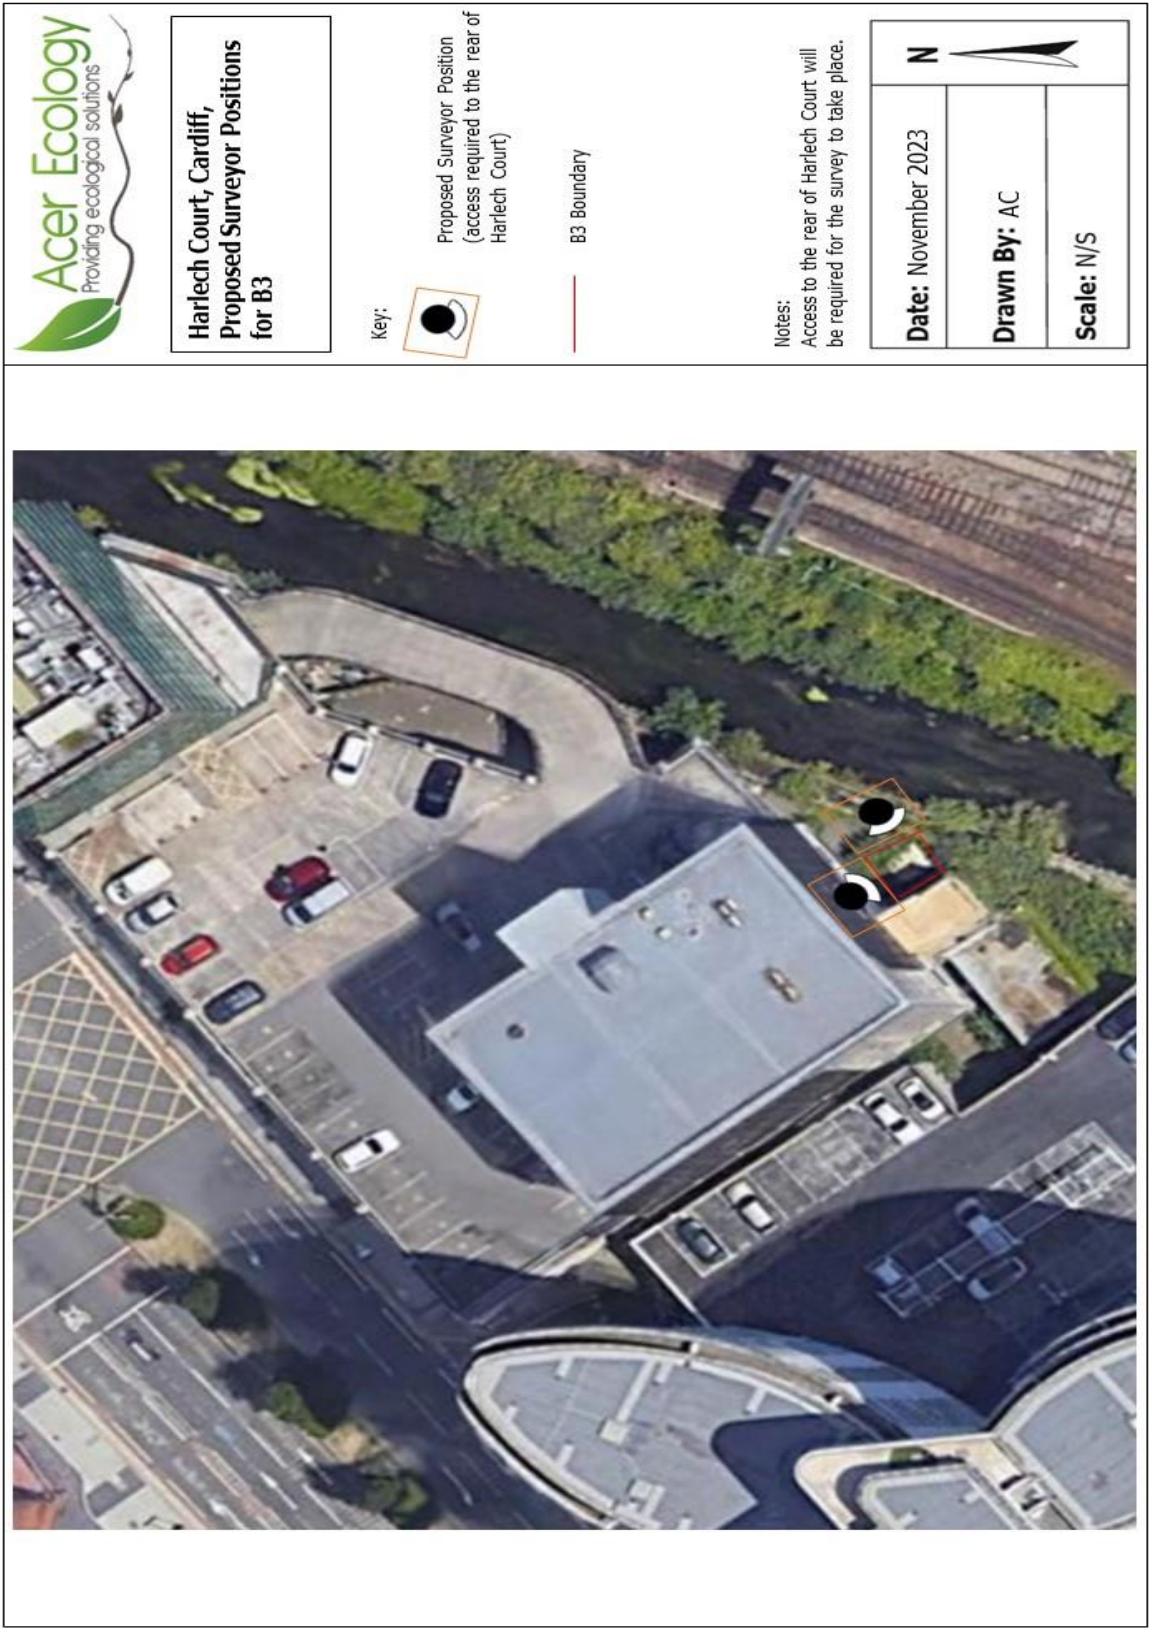 Acer Ecology
Providing ecological solutions
Harlech Court, Cardiff,
Proposed Surveyor Positions
for B3
Key:
Proposed Surveyor Position
(access required to the rear of
Harlech Court)
B3 Boundary
Notes:
Access to the rear of Harlech Court will
be required for the survey to take place.
Date: November 2023
N
Drawn By: AC
Scale: N/S